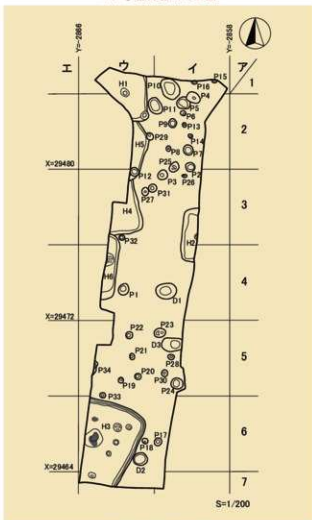 Y=-2866
Y=-2858
エ ウ イ ア
H1
P10
P15
P16
P4
1
P11
P5
P6
P9
P13
2
P29
P14
H5
P8
P7
X=29480
P25
P12
P3
P26
P2
P31
P27
3
H4
P32
H2
H6
4
P1
D1
X=29472
P22
P23
D3
P21
P28
5
P34
P20
P19
P30
P24
P33
H3
6
P17
P18
X=29464
D2
7
S=1/200